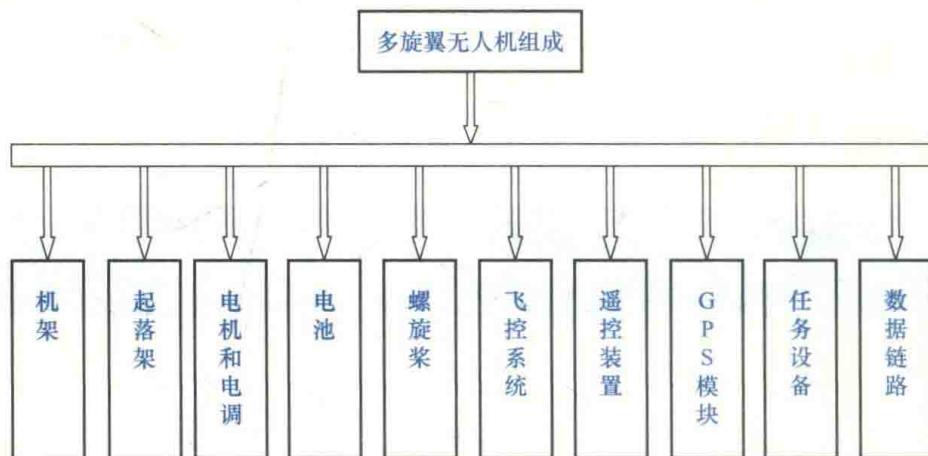 多旋翼无人机组成
机架
起落架
电机和电调
电池
螺旋桨
飞控系统
遥控装置
GPS模块
任务设备
数据链路